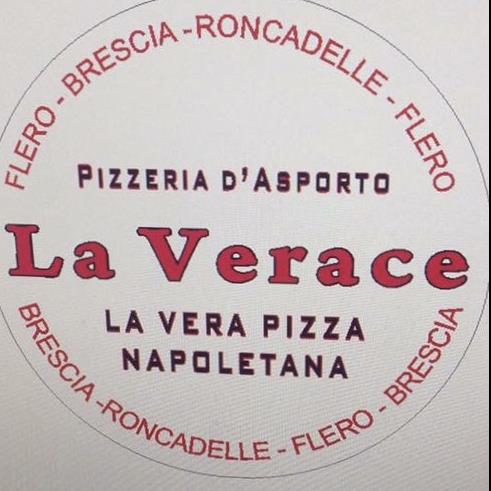 FLERO - BRESCIA -RONCADELLE - FLERO
PIZZERIA D'ASPORTO
La Verace
LA VERA PIZZA
NAPOLETANA
BRESCIA -RONCADELLE - FLERO - BRESCIA